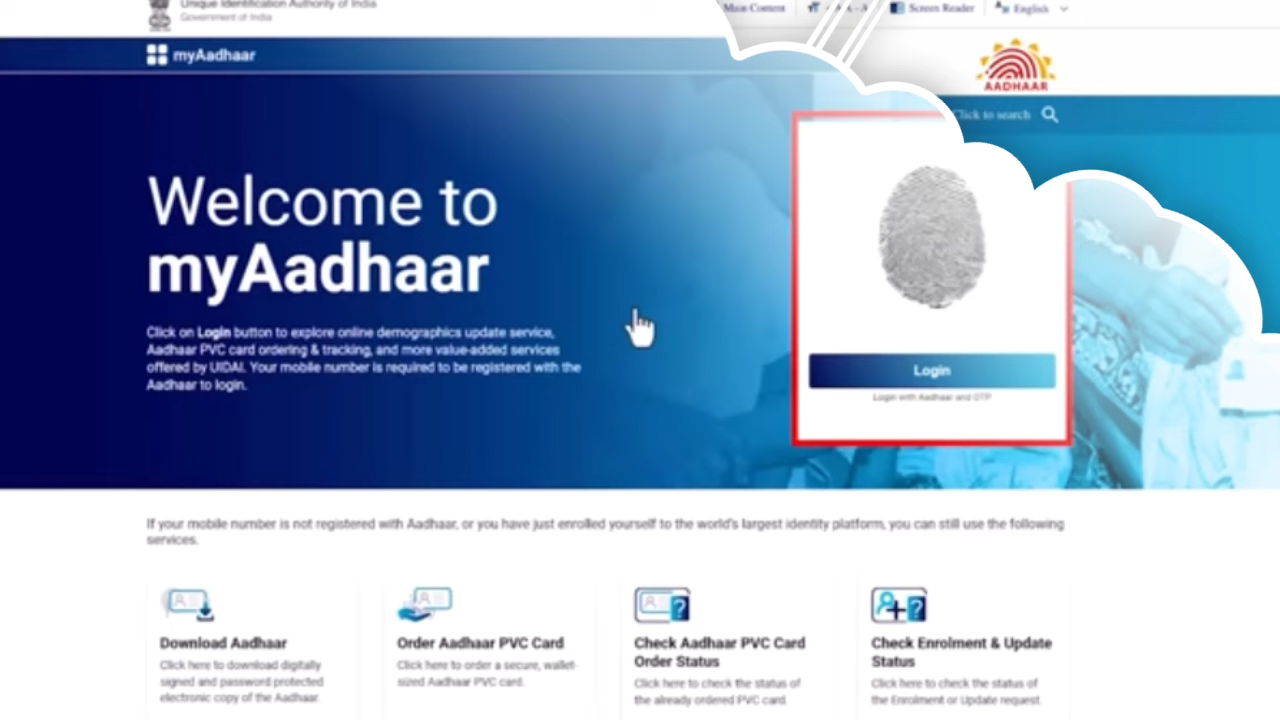 Unique Identification Authority of India
Government of India
Main Content
Screen Reader
English
myAadhaar
AADHAAR
Click to search
Welcome to
myAadhaar
Click on Login button to explore online demographics update service,
Aadhaar PVC card ordering & tracking, and more value-added services
offered by UIDAI. Your mobile number is required to be registered with the
Aadhaar to login.
Login
Login with Aadhaar and OTP
If your mobile number is not registered with Aadhaar, or you have just enrolled yourself to the world's largest identity platform, you can still use the following
services.
Download Aadhaar
Click here to download digitally
signed and password protected
electronic copy of the Aadhaar.
Order Aadhaar PVC Card
Click here to order a secure, wallet-
sized Aadhaar PVC card.
Check Aadhaar PVC Card
Order Status
Click here to check the status of
the already ordered PVC card.
Check Enrolment & Update
Status
Click here to check the status of
the Enrolment or Update request.